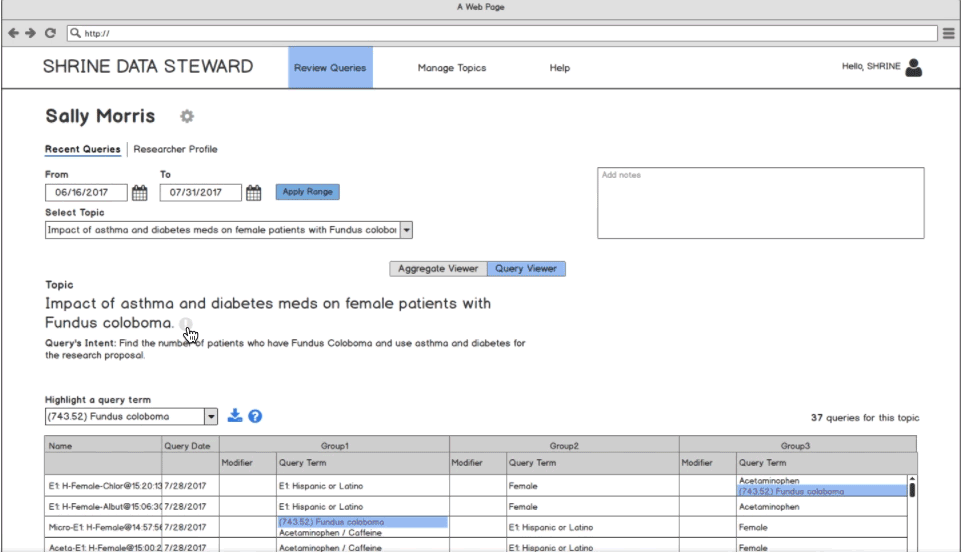 A Web Page
http://
SHRINE DATA STEWARD
Review Queries
Manage Topics
Help
Hello, SHRINE
Sally Morris
Recent Queries
Researcher Profile
From
To
06/16/2017
07/31/2017
Apply Range
Add notes
Select Topic
Impact of asthma and diabetes meds on female patients with Fundus colobo
Aggregate Viewer
Query Viewer
Topic
Impact of asthma and diabetes meds on female patients with
Fundus coloboma.
Query's Intent: Find the number of patients who have Fundus Coloboma and use asthma and diabetes for
the research proposal.
Highlight a query term
(743.52) Fundus coloboma
37 queries for this topic
Name
Query Date
Group1
Group2
Group3
Modifier
Query Term
Modifier
Query Term
Modifier
Query Term
E1: H-Female-Chlor@15:20:13
7/28/2017
E1: Hispanic or Latino
Female
Acetaminophen
(743.52) Fundus coloboma
E1: H-Female-Albut@15:06:30
7/28/2017
E1: Hispanic or Latino
Female
Acetaminophen
Micro-E1: H-Female@14:57:56
7/28/2017
(743.52) Fundus coloboma
Acetaminophen / Caffeine
E1: Hispanic or Latino
Female
Aceta-E1: H-Female@15:00:2
7/28/2017
Acetaminophen / Caffeine
E1: Hispanic or Latino
Female